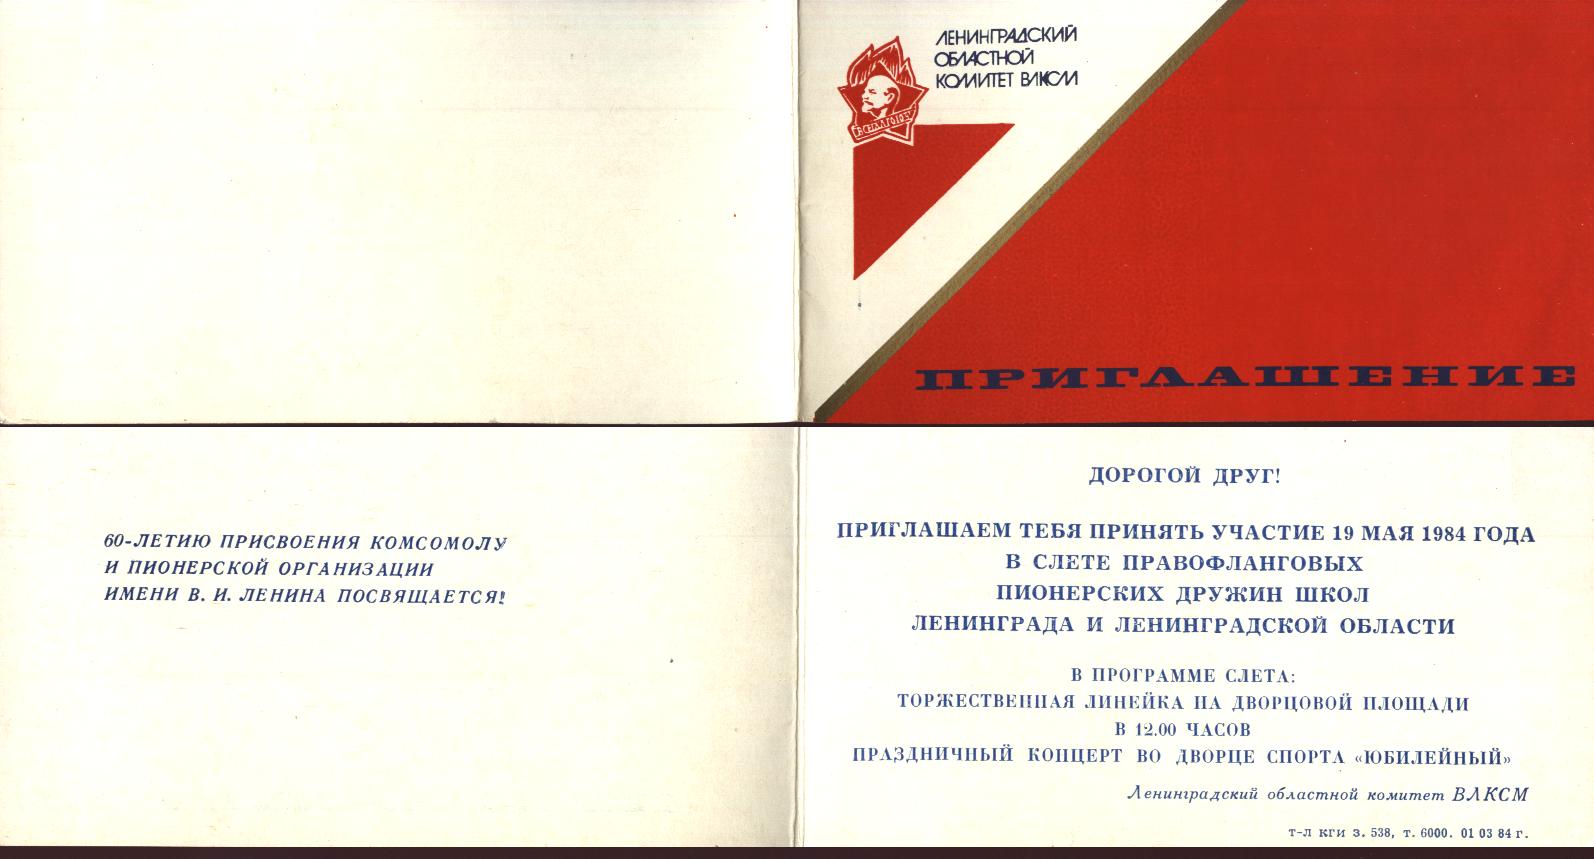 ЛЕНИНГРАДСКИЙ
ОБЛАСТНОЙ
КОМИТЕТ ВЛКСМ
ВСЕГДА ГОТОВ!
ПРИГЛАШЕНИЕ
60-ЛЕТИЮ ПРИСВОЕНИЯ КОМСОМОЛУ
И ПИОНЕРСКОЙ ОРГАНИЗАЦИИ
ИМЕНИ В. И. ЛЕНИНА ПОСВЯЩАЕТСЯ!
ДОРОГОЙ ДРУГ!
ПРИГЛАШАЕМ ТЕБЯ ПРИНЯТЬ УЧАСТИЕ 19 МАЯ 1984 ГОДА
В СЛЕТЕ ПРАВОФЛАНГОВЫХ
ПИОНЕРСКИХ ДРУЖИН ШКОЛ
ЛЕНИНГРАДА И ЛЕНИНГРАДСКОЙ ОБЛАСТИ
В ПРОГРАММЕ СЛЕТА:
ТОРЖЕСТВЕННАЯ ЛИНЕЙКА НА ДВОРЦОВОЙ ПЛОЩАДИ
В 12.00 ЧАСОВ
ПРАЗДНИЧНЫЙ КОНЦЕРТ ВО ДВОРЦЕ СПОРТА «ЮБИЛЕЙНЫЙ»
Ленинградский областной комитет ВЛКСМ
т-л кги з. 538, т. 6000. 01 03 84 г.